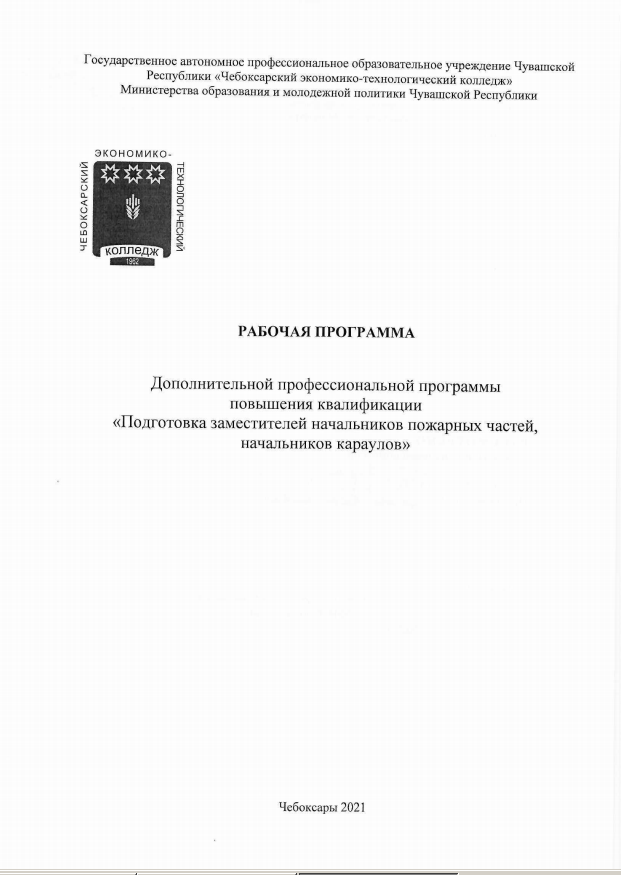 Государственное автономное профессиональное образовательное учреждение Чувашской
Республики «Чебоксарский экономико-технологический колледж»
Министерства образования и молодежной политики Чувашской Республики
ЧЕБОКСАРСКИЙ
ЭКОНОМИКО-
ТЕХНОЛОГИЧЕСКИЙ
колледж
1962
РАБОЧАЯ ПРОГРАММА
Дополнительной профессиональной программы
повышения квалификации
«Подготовка заместителей начальников пожарных частей,
начальников караулов»
Чебоксары 2021